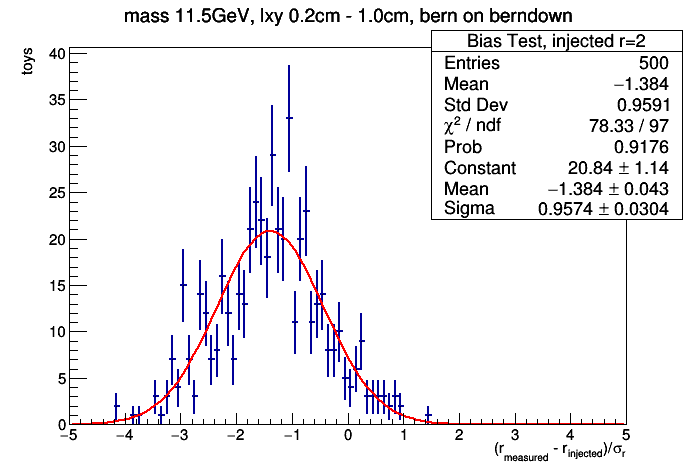 mass 11.5GeV, lxy 0.2cm - 1.0cm, bern on berndown
Bias Test, injected r=2
Entries 500
Mean −1.384
Std Dev 0.9591
χ² / ndf 78.33 / 97
Prob 0.9176
Constant 20.84 ± 1.14
Mean −1.384 ± 0.043
Sigma 0.9574 ± 0.0304
toys
40
35
30
25
20
15
10
5
0
−5 −4 −3 −2 −1 0 1 2 3 4 5
(r_measured - r_injected)/σ_r